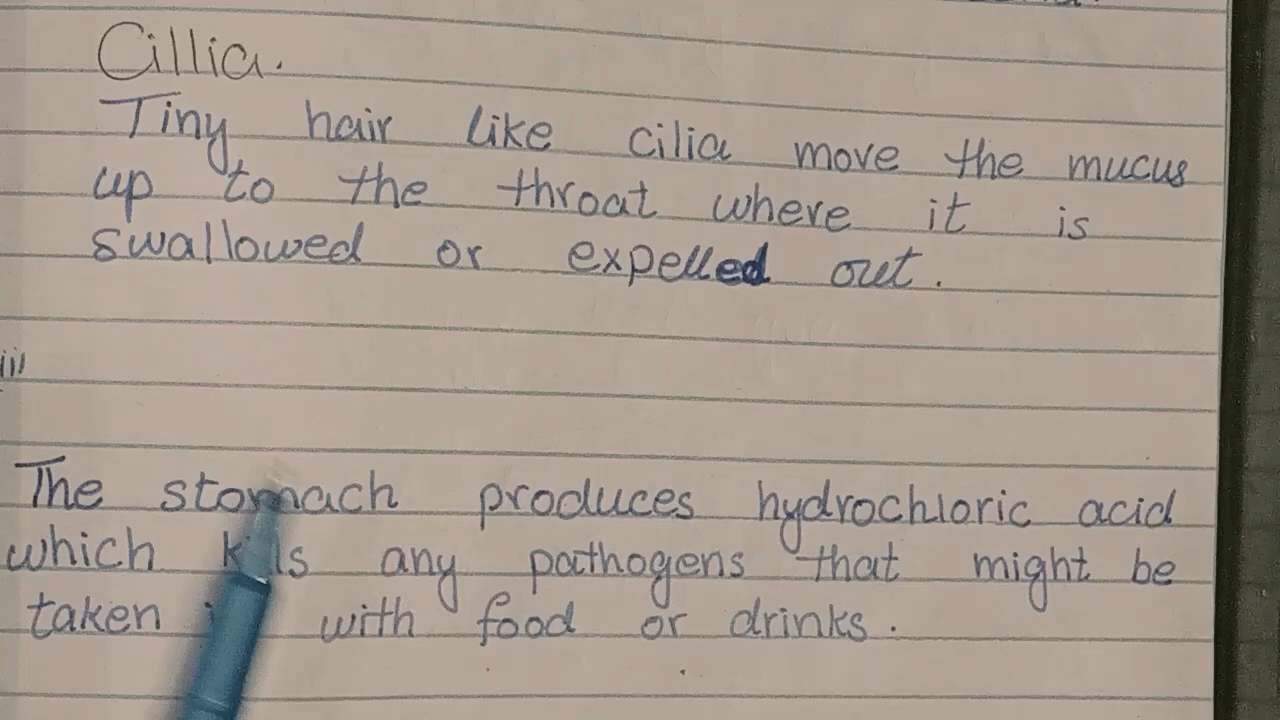 Cillia.
Tiny hair like cilia move the mucus
up to the throat where it is
swallowed or expelled out.
ii)
The stomach produces hydrochloric acid
which kills any pathogens that might be
taken with food or drinks.